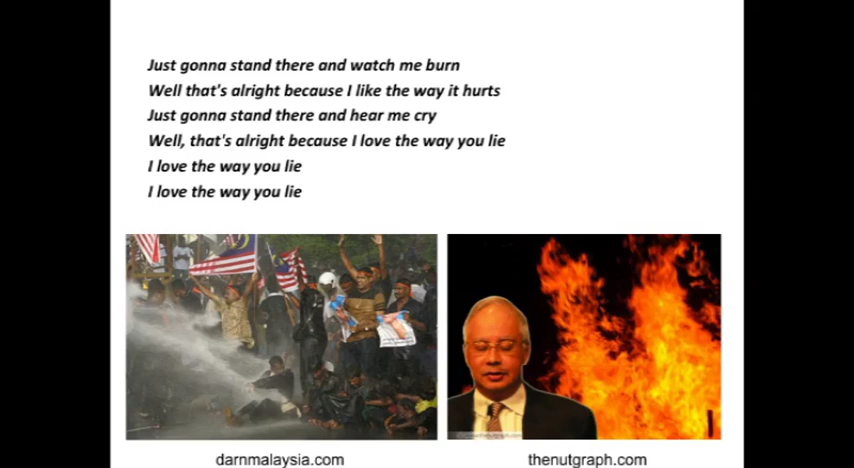 Just gonna stand there and watch me burn
Well that's alright because I like the way it hurts
Just gonna stand there and hear me cry
Well, that's alright because I love the way you lie
I love the way you lie
I love the way you lie
darnmalaysia.com
thenutgraph.com